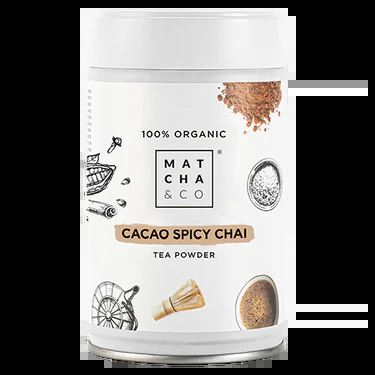 100% ORGANIC
MAT
CHA
&CO
®
CACAO SPICY CHAI
TEA POWDER